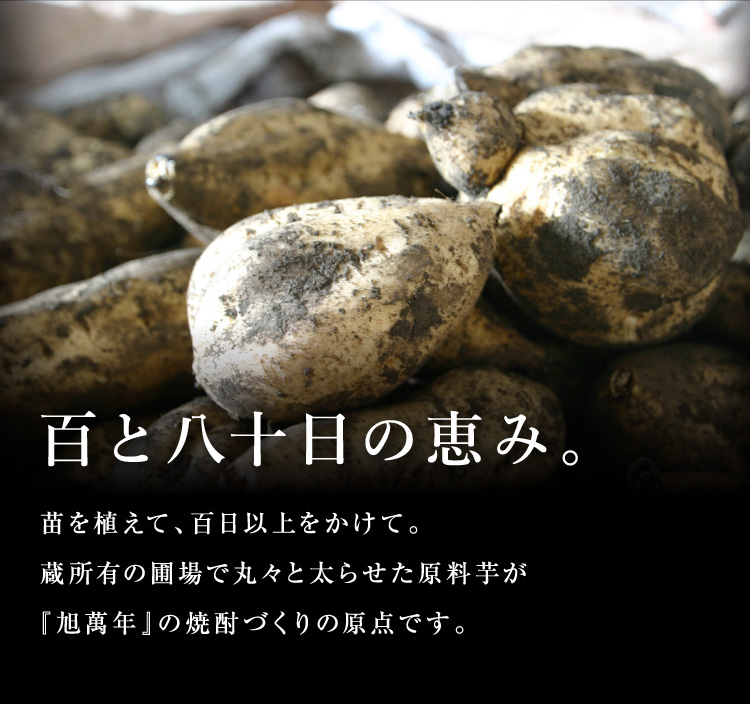 百と八十日の恵み。
苗を植えて、百日以上をかけて。
蔵所有の圃場で丸々と太らせた原料芋が
『旭萬年』の焼酎づくりの原点です。